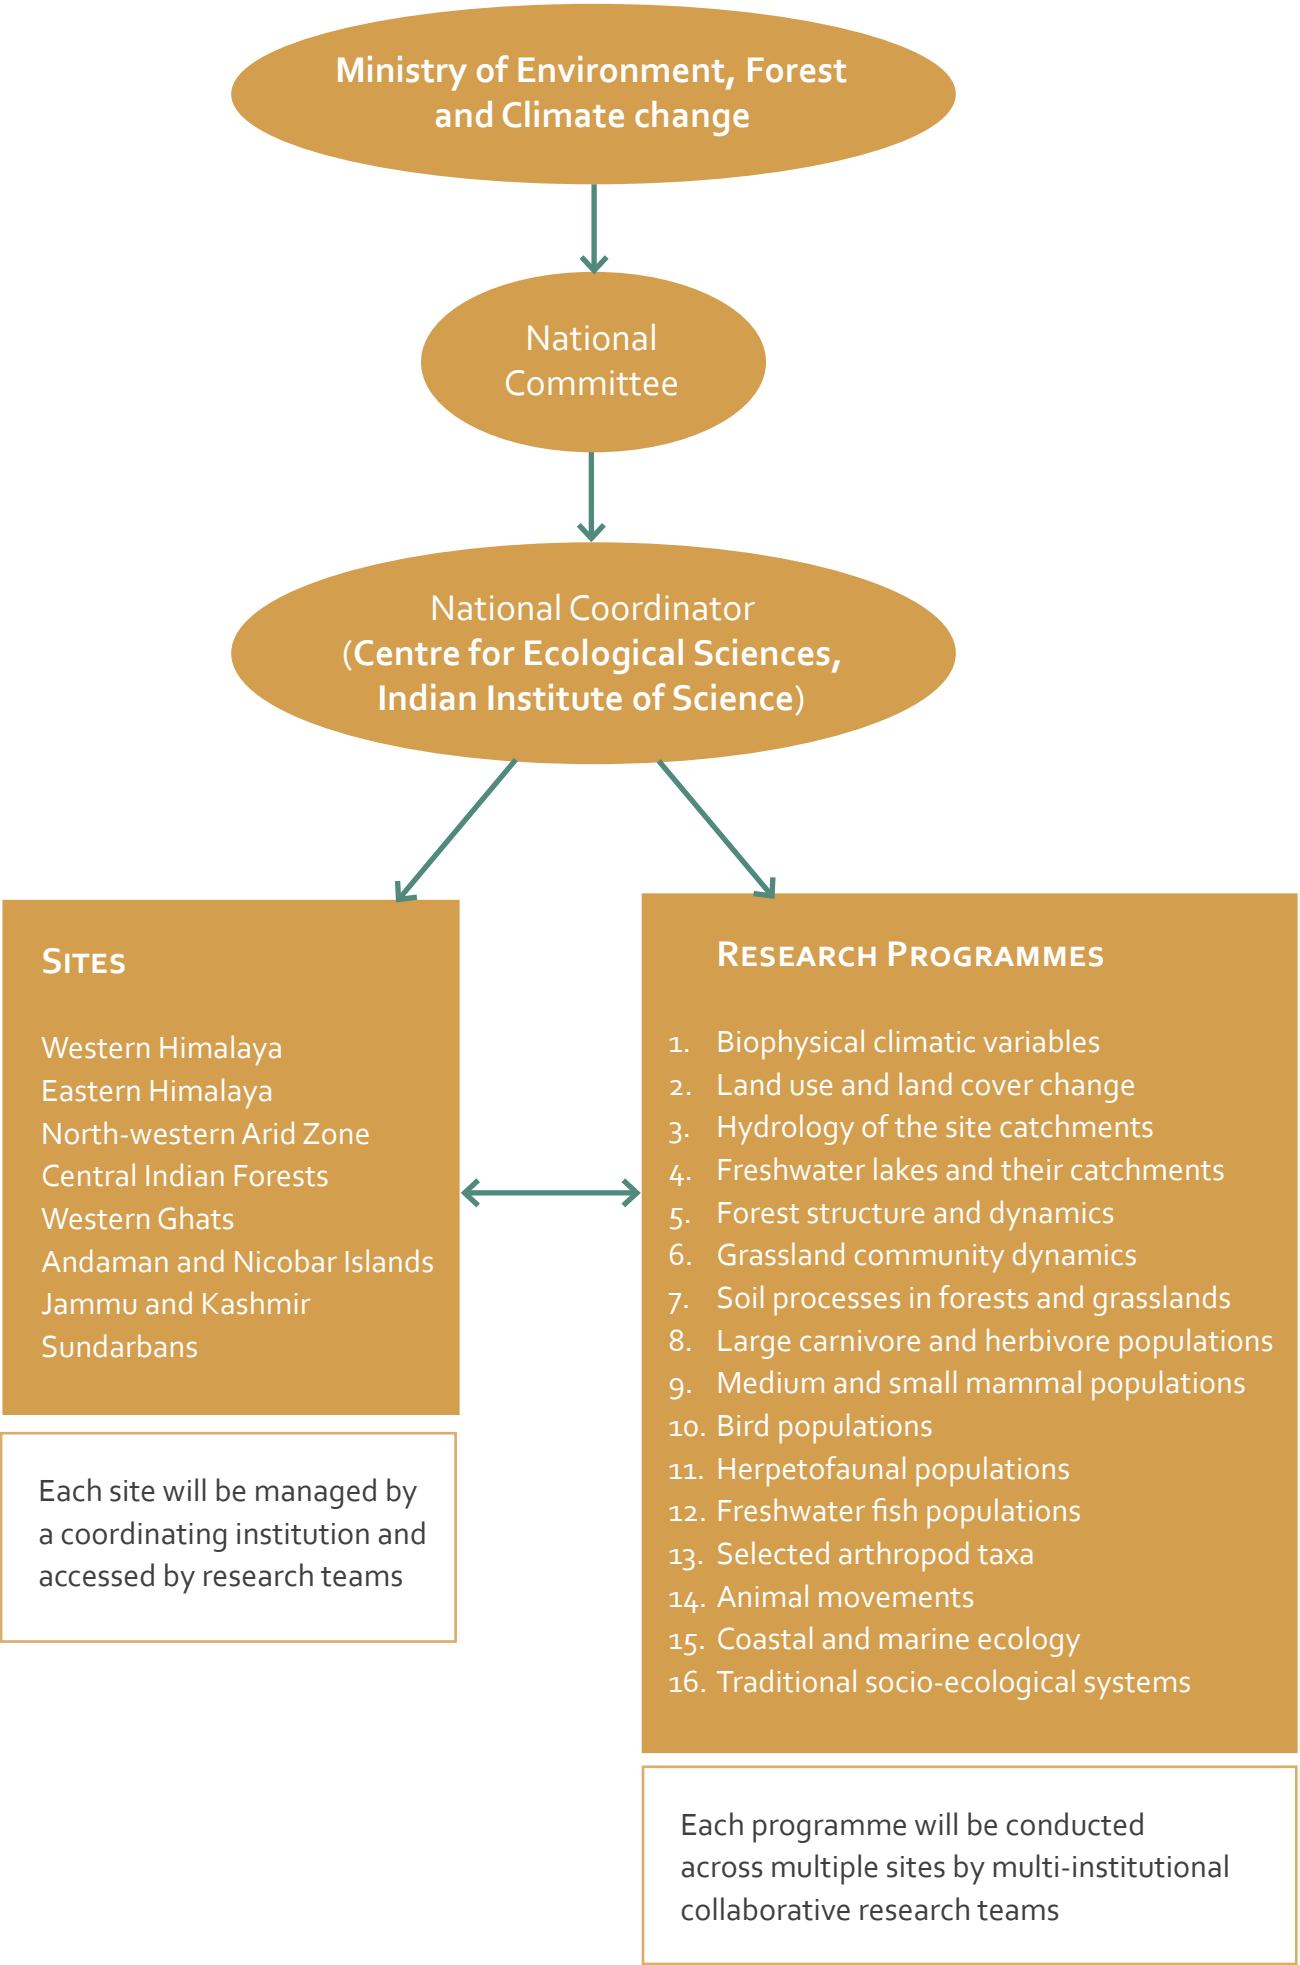 Ministry of Environment, Forest
and Climate change
National
Committee
National Coordinator
(Centre for Ecological Sciences,
Indian Institute of Science)
SITES
Western Himalaya
Eastern Himalaya
North-western Arid Zone
Central Indian Forests
Western Ghats
Andaman and Nicobar Islands
Jammu and Kashmir
Sundarbans
Each site will be managed by
a coordinating institution and
accessed by research teams
RESEARCH PROGRAMMES
1. Biophysical climatic variables
2. Land use and land cover change
3. Hydrology of the site catchments
4. Freshwater lakes and their catchments
5. Forest structure and dynamics
6. Grassland community dynamics
7. Soil processes in forests and grasslands
8. Large carnivore and herbivore populations
9. Medium and small mammal populations
10. Bird populations
11. Herpetofaunal populations
12. Freshwater fish populations
13. Selected arthropod taxa
14. Animal movements
15. Coastal and marine ecology
16. Traditional socio-ecological systems
Each programme will be conducted
across multiple sites by multi-institutional
collaborative research teams